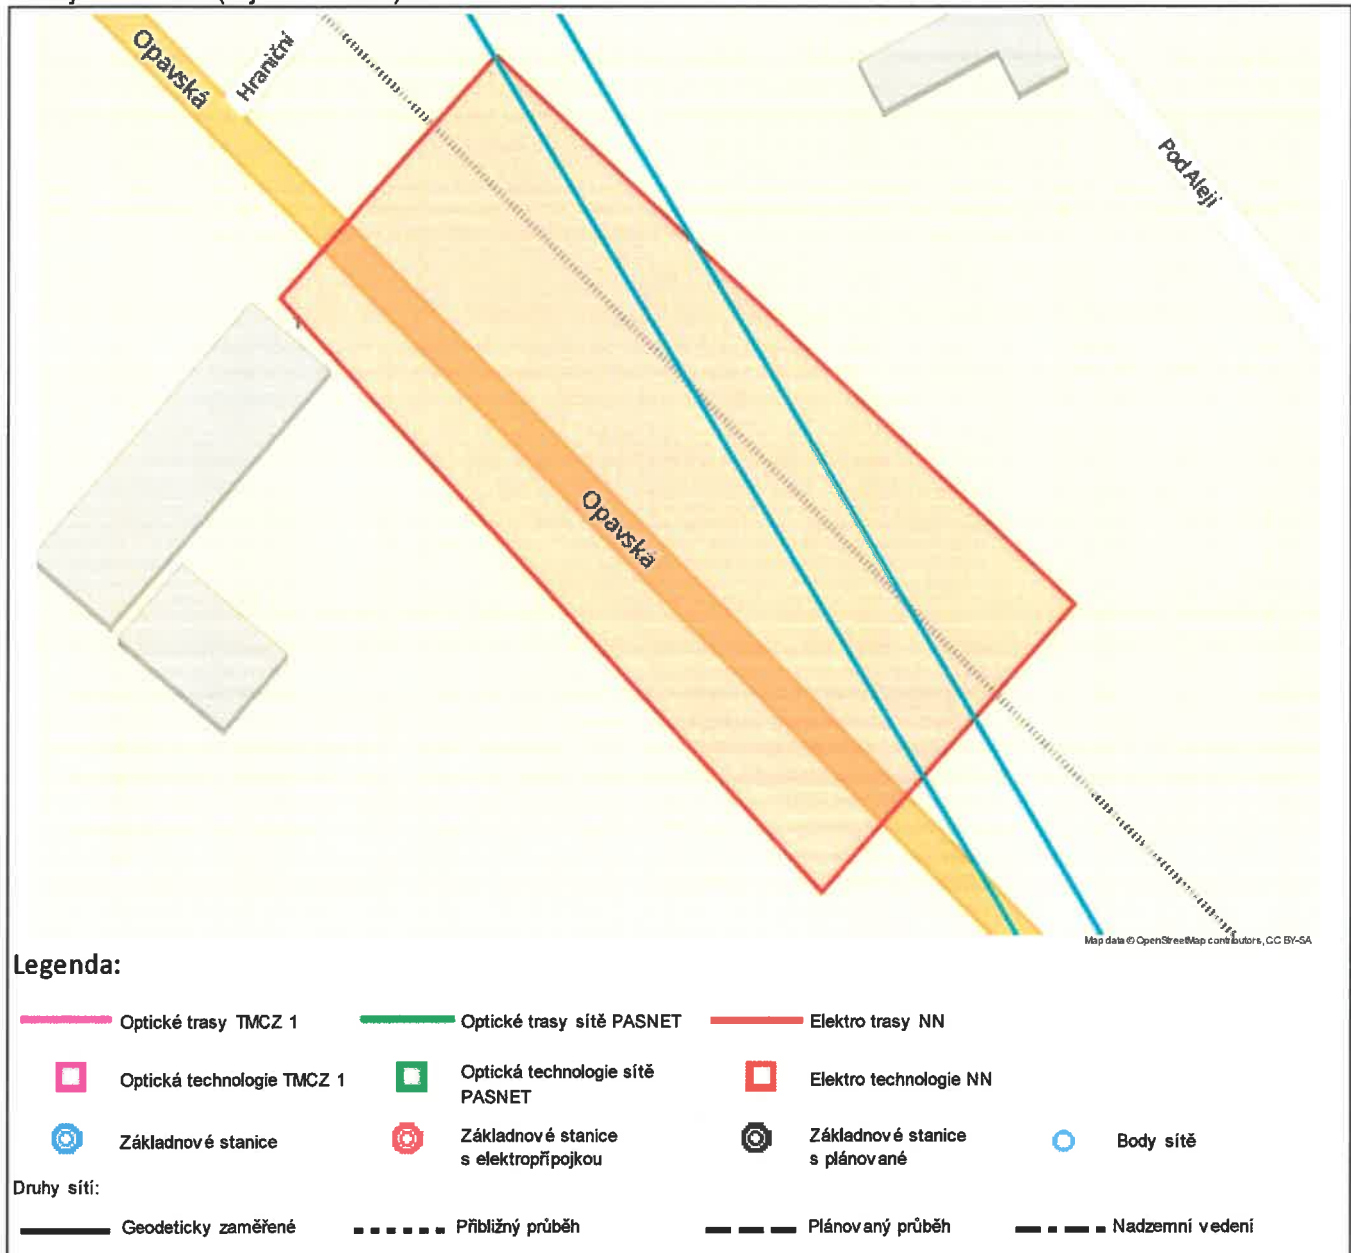 Opavská
Hraniční
Pod Aleji
Opavská
Map data © OpenStreetMap contributors, CC BY-SA
Legenda:
Optické trasy TMCZ 1
Optické trasy sítě PASNET
Elektro trasy NN
Optická technologie TMCZ 1
Optická technologie sítě
PASNET
Elektro technologie NN
Základnové stanice
Základnové stanice
s elektropřípojkou
Základnové stanice
s plánované
Body sítě
Druhy sítí:
Geodeticky zaměřené
Přibližný průběh
Plánovaný průběh
Nadzemní vedení